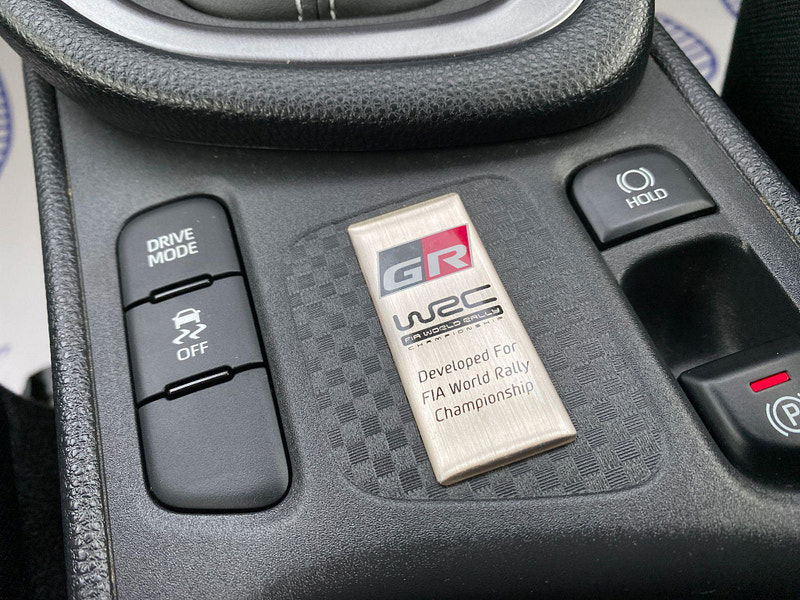 DRIVE
MODE
OFF
GR
WRC
FIA WORLD RALLY
CHAMPIONSHIP
Developed For
FIA World Rally
Championship
HOLD
P